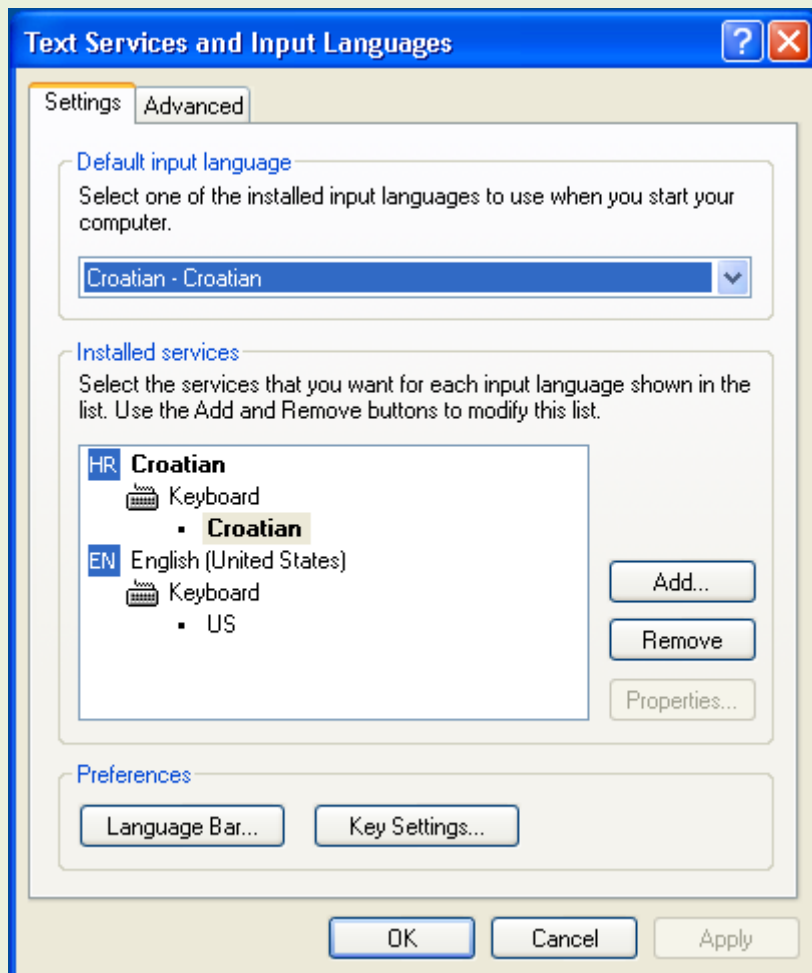 Text Services and Input Languages
Settings
Advanced
Default input language
Select one of the installed input languages to use when you start your
computer.
Croatian - Croatian
Installed services
Select the services that you want for each input language shown in the
list. Use the Add and Remove buttons to modify this list.
HR Croatian
Keyboard
Croatian
EN English (United States)
Keyboard
US
Add...
Remove
Properties...
Preferences
Language Bar...
Key Settings...
OK
Cancel
Apply